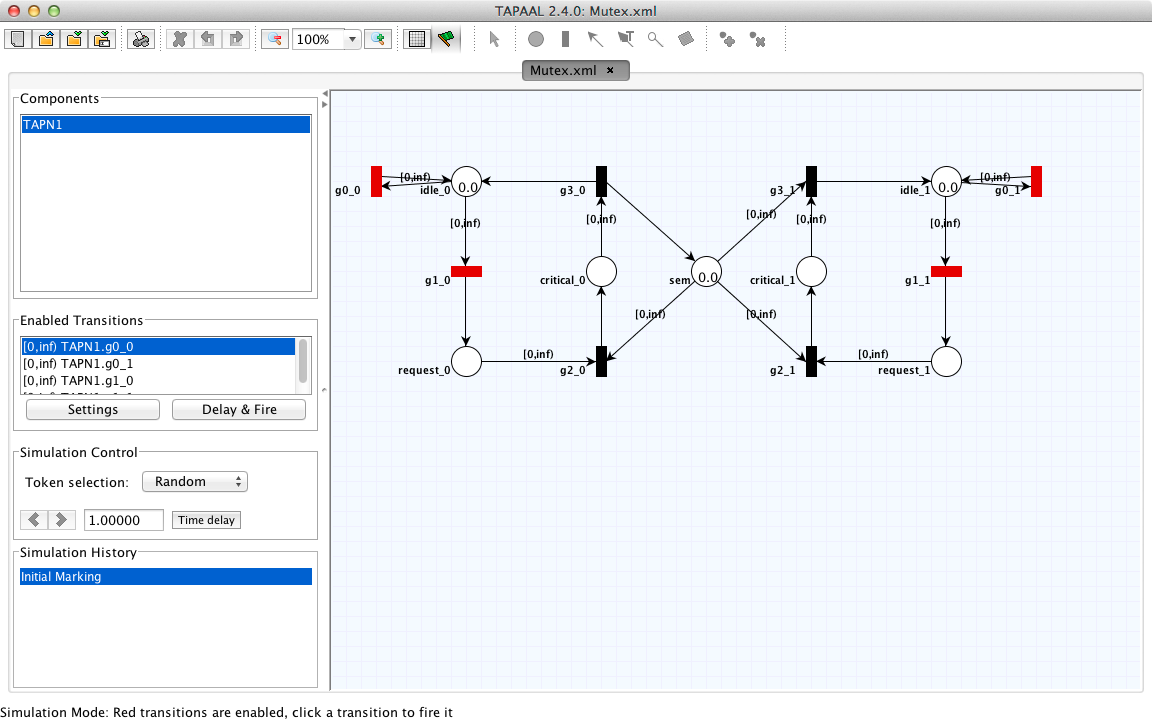 TAPAAL 2.4.0: Mutex.xml
100%
Mutex.xml
Components
TAPN1
Enabled Transitions
[0,inf) TAPN1.g0_0
[0,inf) TAPN1.g0_1
[0,inf) TAPN1.g1_0
Settings
Delay & Fire
Simulation Control
Token selection:
Random
1.00000
Time delay
Simulation History
Initial Marking
g0_0
[0,inf)
idle_0
0.0
g3_0
g3_1
idle_1
0.0
[0,inf)
g0_1
[0,inf)
[0,inf)
[0,inf)
[0,inf)
[0,inf)
g1_0
critical_0
sem
0.0
critical_1
g1_1
[0,inf)
[0,inf)
request_0
[0,inf)
g2_0
g2_1
[0,inf)
request_1
Simulation Mode: Red transitions are enabled, click a transition to fire it